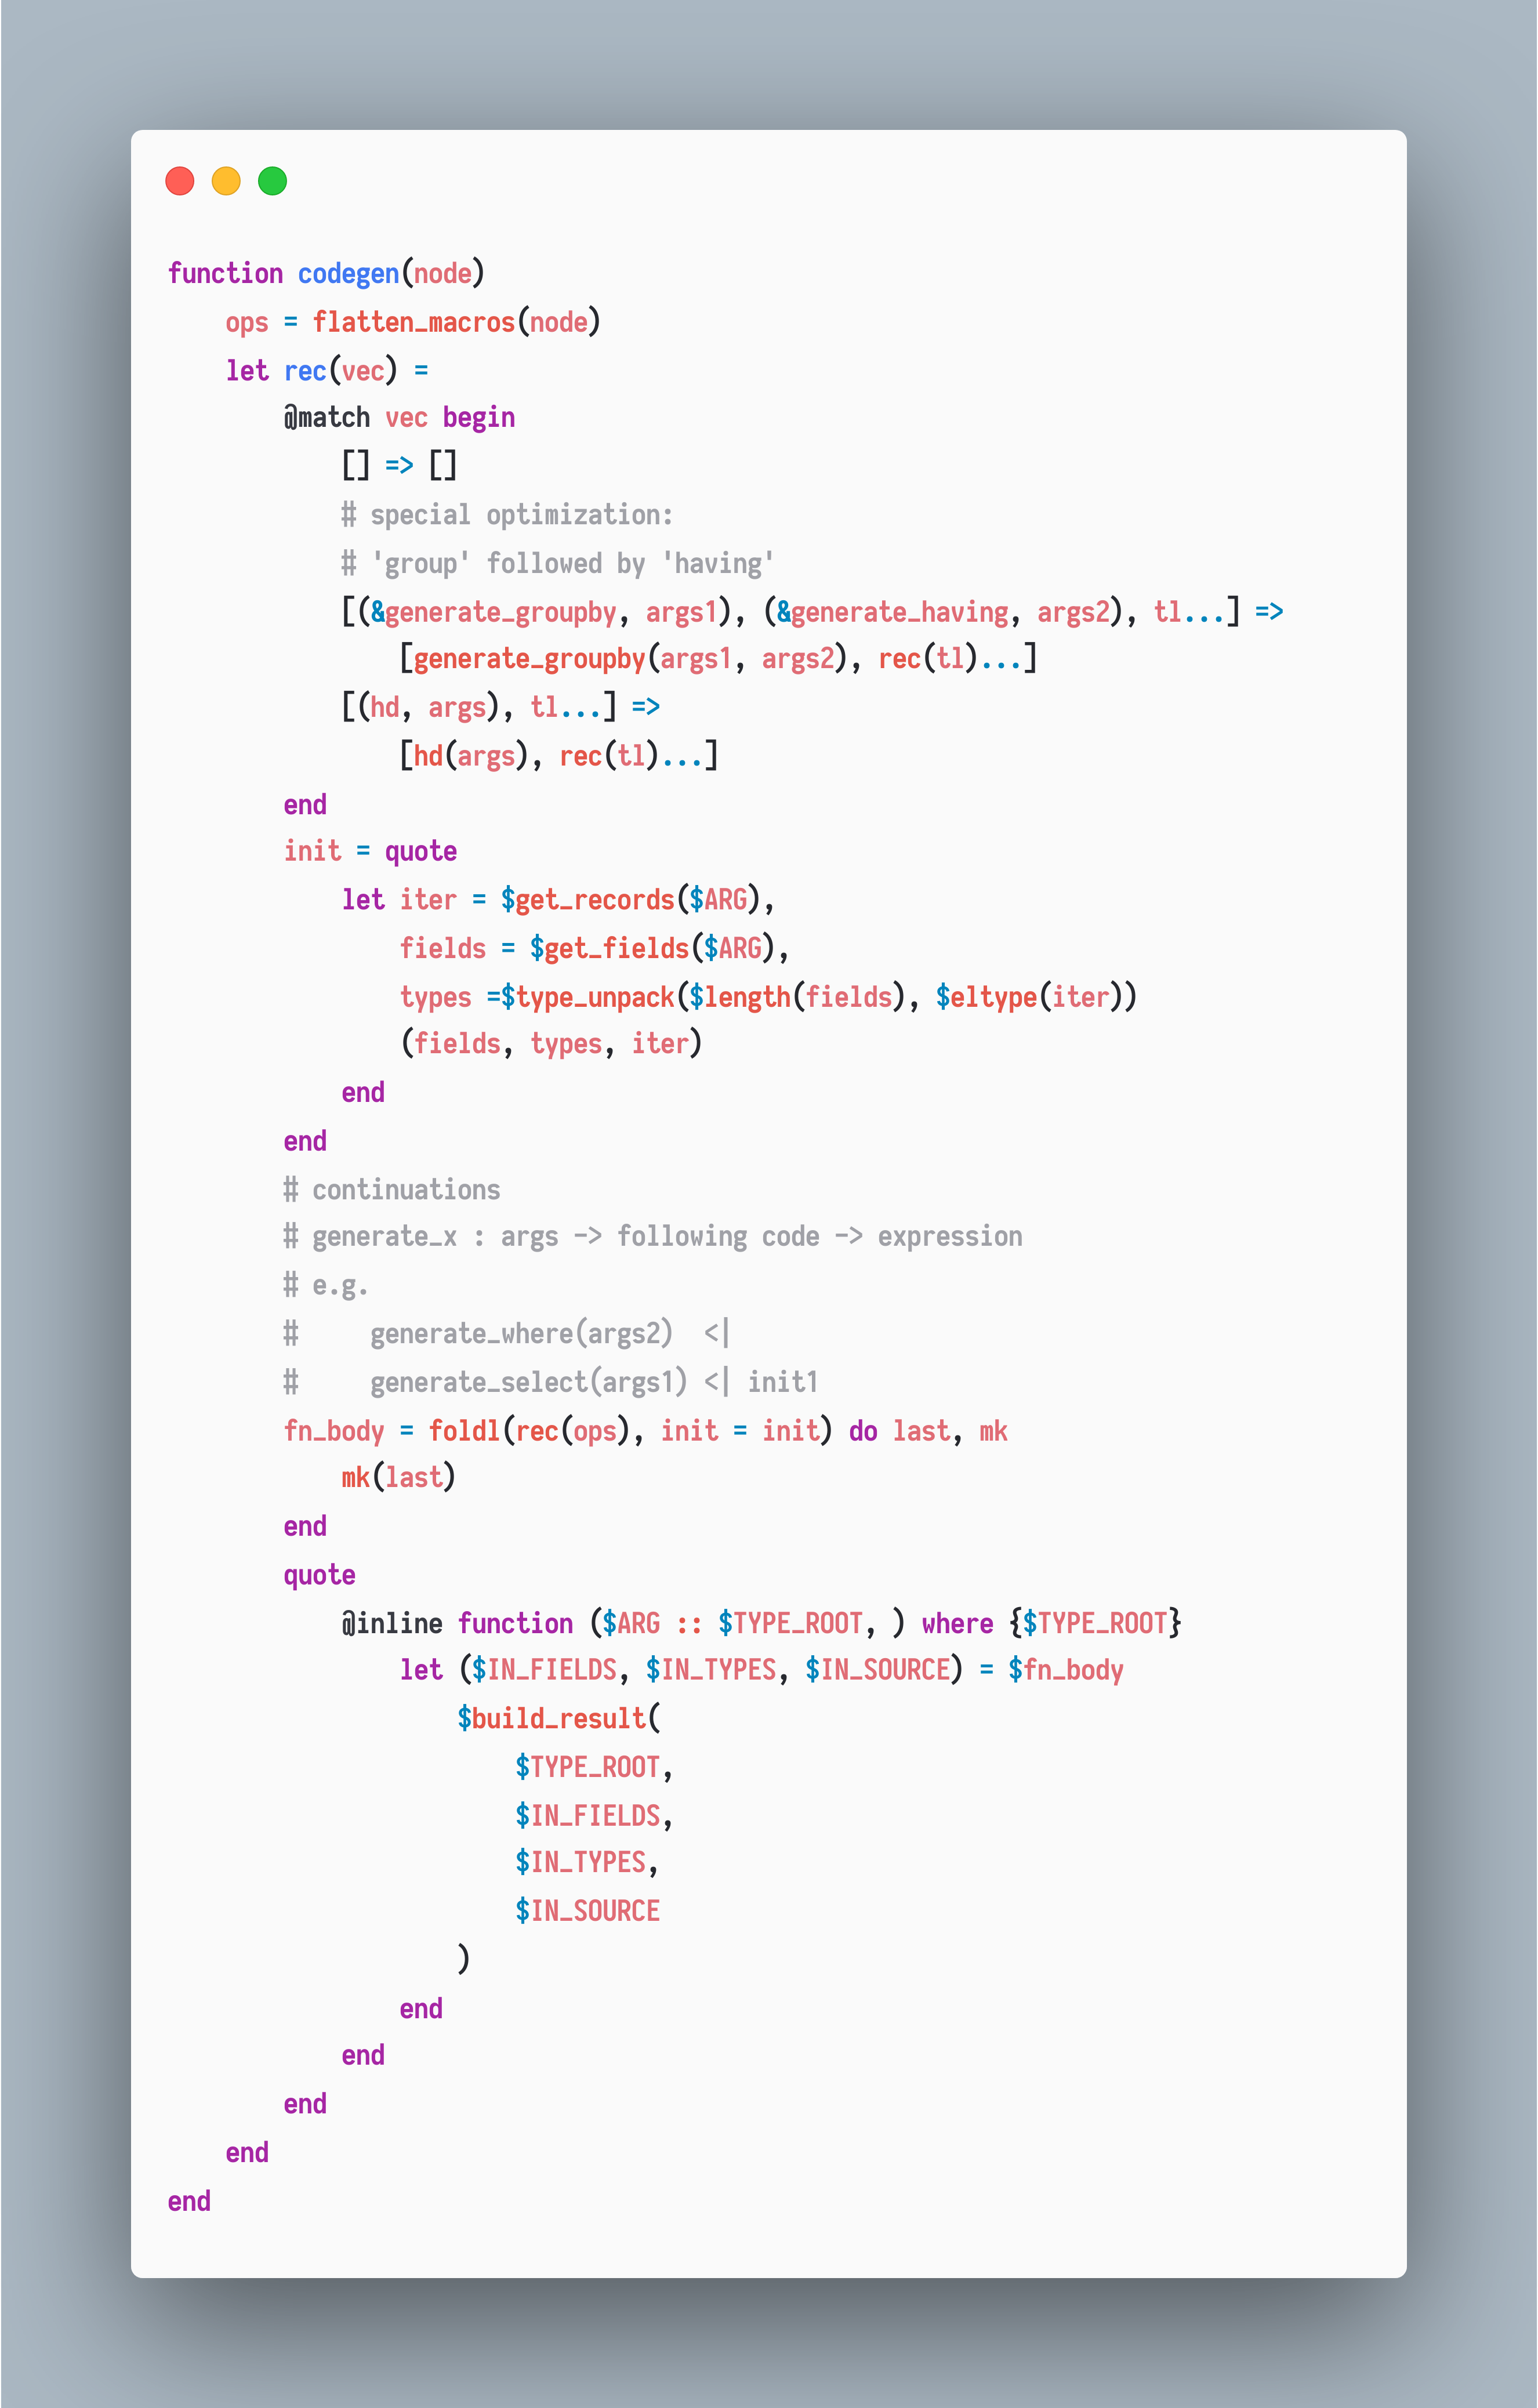 function codegen(node)
    ops = flatten_macros(node)
    let rec(vec) =
        @match vec begin
            [] => []
            # special optimization:
            # 'group' followed by 'having'
            [(&generate_groupby, args1), (&generate_having, args2), tl...] =>
                [generate_groupby(args1, args2), rec(tl)...]
            [(hd, args), tl...] =>
                [hd(args), rec(tl)...]
        end
        init = quote
            let iter = $get_records($ARG),
                fields = $get_fields($ARG),
                types =$type_unpack($length(fields), $eltype(iter))
                (fields, types, iter)
            end
        end
        # continuations
        # generate_x : args -> following code -> expression
        # e.g.
        #     generate_where(args2)  <|
        #     generate_select(args1) <| init1
        fn_body = foldl(rec(ops), init = init) do last, mk
            mk(last)
        end
        quote
            @inline function ($ARG :: $TYPE_ROOT, ) where {$TYPE_ROOT}
                let ($IN_FIELDS, $IN_TYPES, $IN_SOURCE) = $fn_body
                    $build_result(
                        $TYPE_ROOT,
                        $IN_FIELDS,
                        $IN_TYPES,
                        $IN_SOURCE
                    )
                end
            end
        end
    end
end